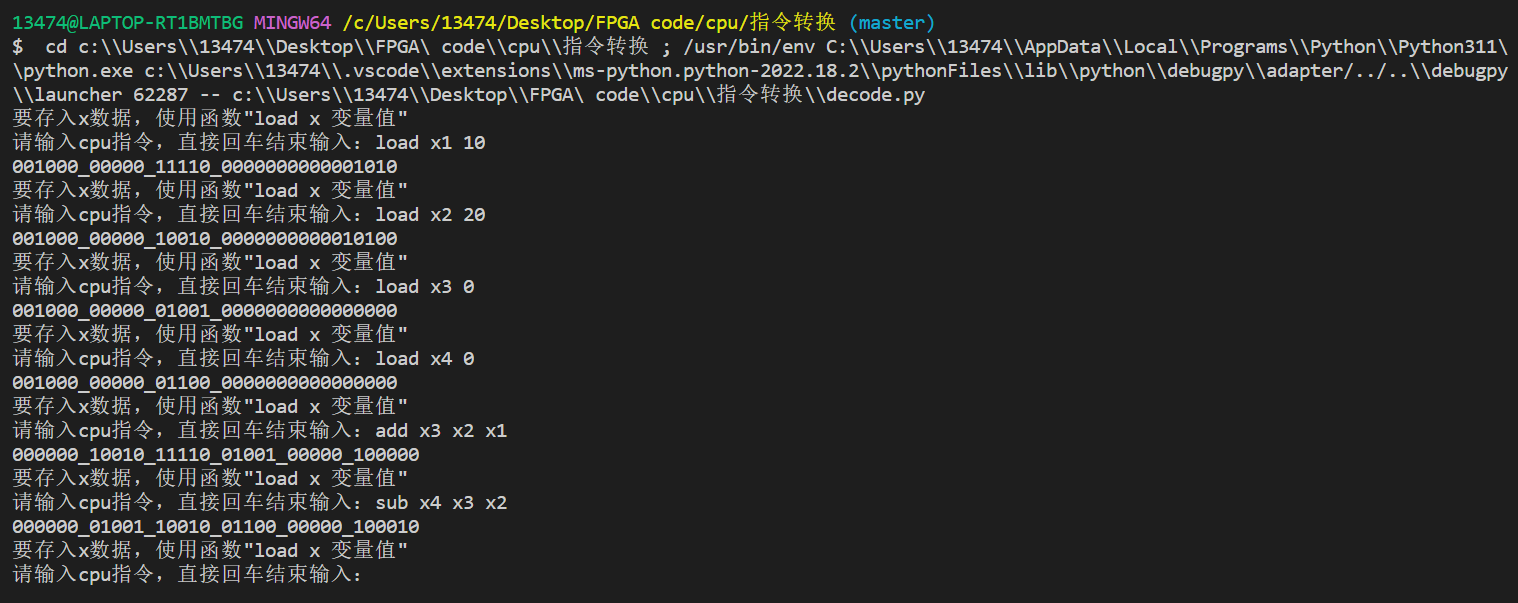 13474@LAPTOP-RT1BMTBG MINGW64 /c/Users/13474/Desktop/FPGA code/cpu/指令转换 (master)
$  cd c:\\Users\\13474\\Desktop\\FPGA\ code\\cpu\\指令转换 ; /usr/bin/env C:\\Users\\13474\\AppData\\Local\\Programs\\Python\\Python311\
\python.exe c:\\Users\\13474\\.vscode\\extensions\\ms-python.python-2022.18.2\\pythonFiles\\lib\\python\\debugpy\\adapter/../..\\debugpy
\\launcher 62287 -- c:\\Users\\13474\\Desktop\\FPGA\ code\\cpu\\指令转换\\decode.py
要存入x数据，使用函数"load x 变量值"
请输入cpu指令，直接回车结束输入：load x1 10
001000_00000_11110_0000000000001010
要存入x数据，使用函数"load x 变量值"
请输入cpu指令，直接回车结束输入：load x2 20
001000_00000_10010_0000000000010100
要存入x数据，使用函数"load x 变量值"
请输入cpu指令，直接回车结束输入：load x3 0
001000_00000_01001_0000000000000000
要存入x数据，使用函数"load x 变量值"
请输入cpu指令，直接回车结束输入：load x4 0
001000_00000_01100_0000000000000000
要存入x数据，使用函数"load x 变量值"
请输入cpu指令，直接回车结束输入：add x3 x2 x1
000000_10010_11110_01001_00000_100000
要存入x数据，使用函数"load x 变量值"
请输入cpu指令，直接回车结束输入：sub x4 x3 x2
000000_01001_10010_01100_00000_100010
要存入x数据，使用函数"load x 变量值"
请输入cpu指令，直接回车结束输入：